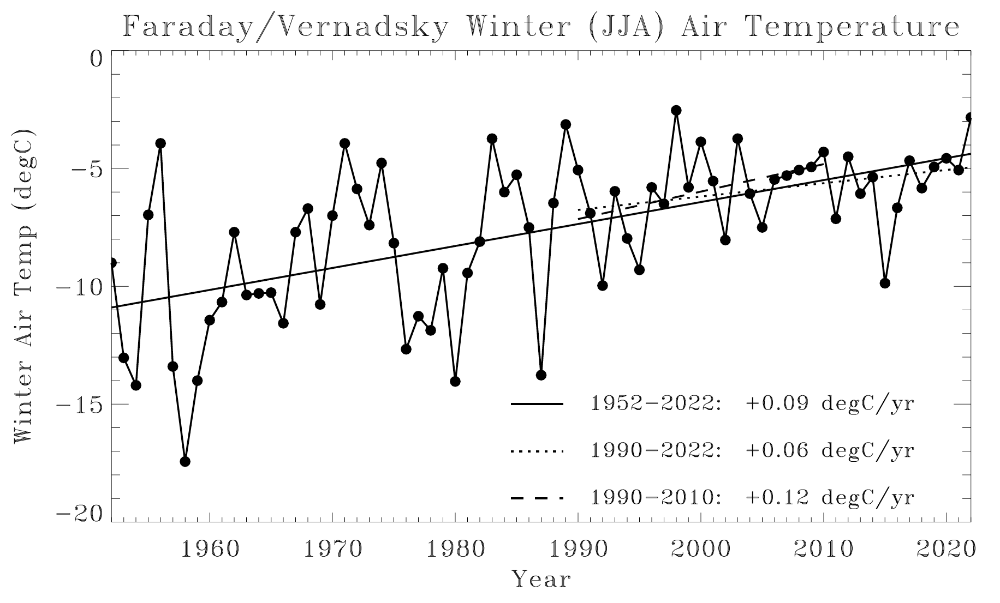 Faraday/Vernadsky Winter (JJA) Air Temperature
Winter Air Temp (degC)
0
−5
−10
−15
−20
1952−2022: +0.09 degC/yr
1990−2022: +0.06 degC/yr
1990−2010: +0.12 degC/yr
1960 1970 1980 1990 2000 2010 2020
Year